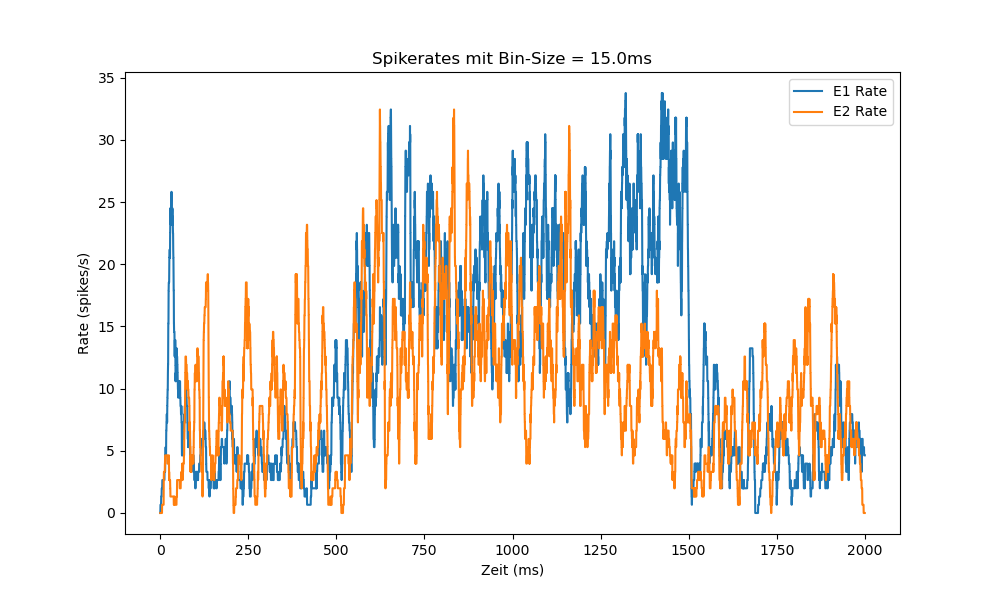 Spikerates mit Bin-Size = 15.0ms
E1 Rate
E2 Rate
Rate (spikes/s)
35
30
25
20
15
10
5
0
0 250 500 750 1000 1250 1500 1750 2000
Zeit (ms)